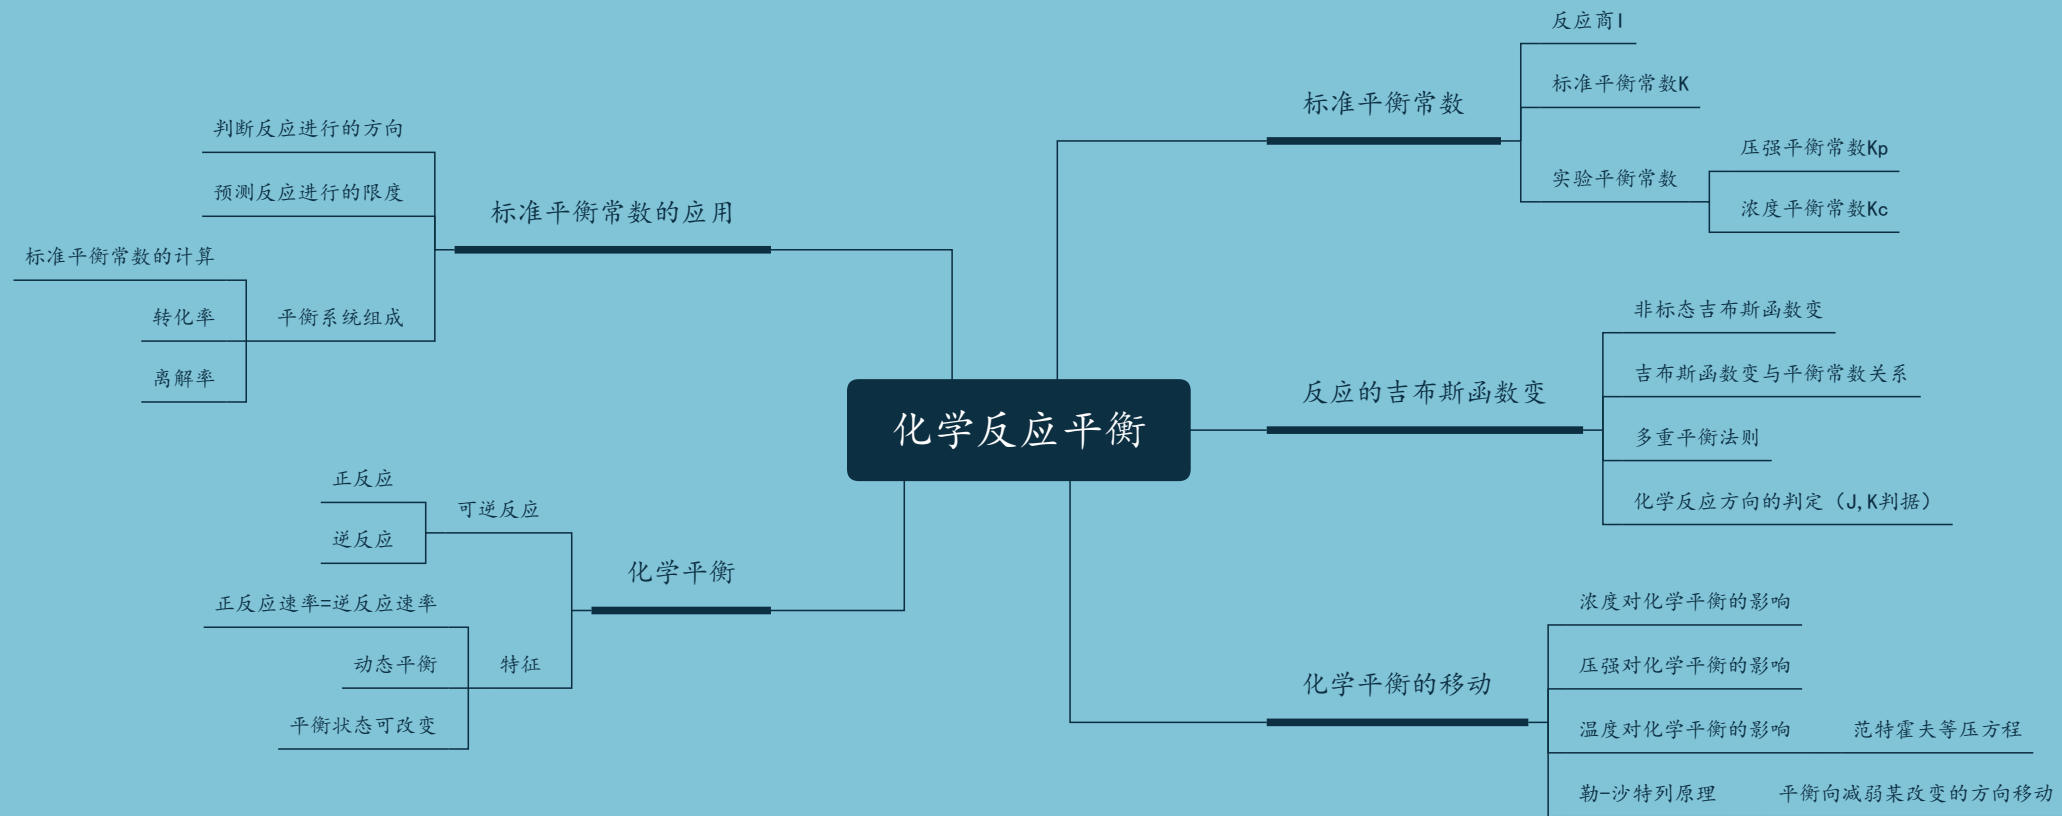 化学反应平衡
标准平衡常数
反应商I
标准平衡常数K
实验平衡常数
压强平衡常数Kp
浓度平衡常数Kc
反应的吉布斯函数变
非标态吉布斯函数变
吉布斯函数变与平衡常数关系
多重平衡法则
化学反应方向的判定（J,K判据）
化学平衡的移动
浓度对化学平衡的影响
压强对化学平衡的影响
温度对化学平衡的影响
范特霍夫等压方程
勒-沙特列原理
平衡向减弱某改变的方向移动
标准平衡常数的应用
判断反应进行的方向
预测反应进行的限度
平衡系统组成
标准平衡常数的计算
转化率
离解率
化学平衡
可逆反应
正反应
逆反应
特征
正反应速率=逆反应速率
动态平衡
平衡状态可改变